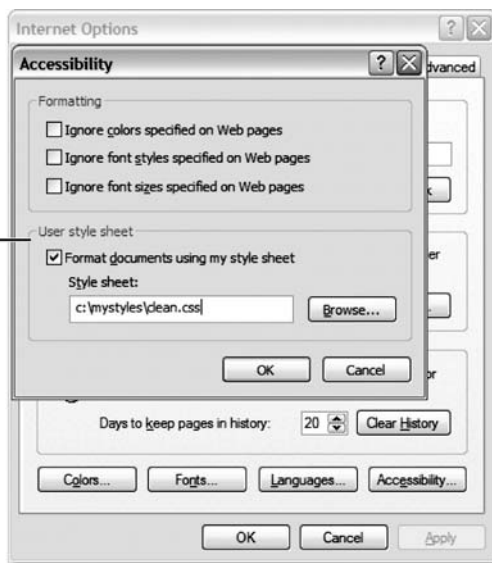 Internet Options
Accessibility
dvanced
Formatting
Ignore colors specified on Web pages
Ignore font styles specified on Web pages
Ignore font sizes specified on Web pages
User style sheet
Format documents using my style sheet
Style sheet:
c:\mystyles\clean.css
Browse...
er
OK
Cancel
or
Days to keep pages in history:
20
Clear History
Colors...
Fonts...
Languages...
Accessibility...
OK
Cancel
Apply